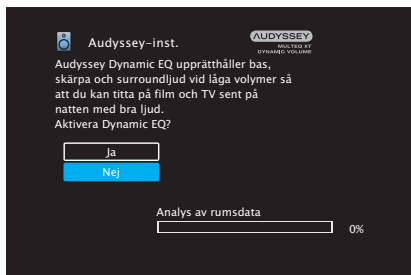 Audyssey-inst.
AUDYSSEY
MULTEQ XT
DYNAMIC VOLUME
Audyssey Dynamic EQ upprätthåller bas,
skärpa och surroundljud vid låga volymer så
att du kan titta på film och TV sent på
natten med bra ljud.
Aktivera Dynamic EQ?
Ja
Nej
Analys av rumsdata
0%